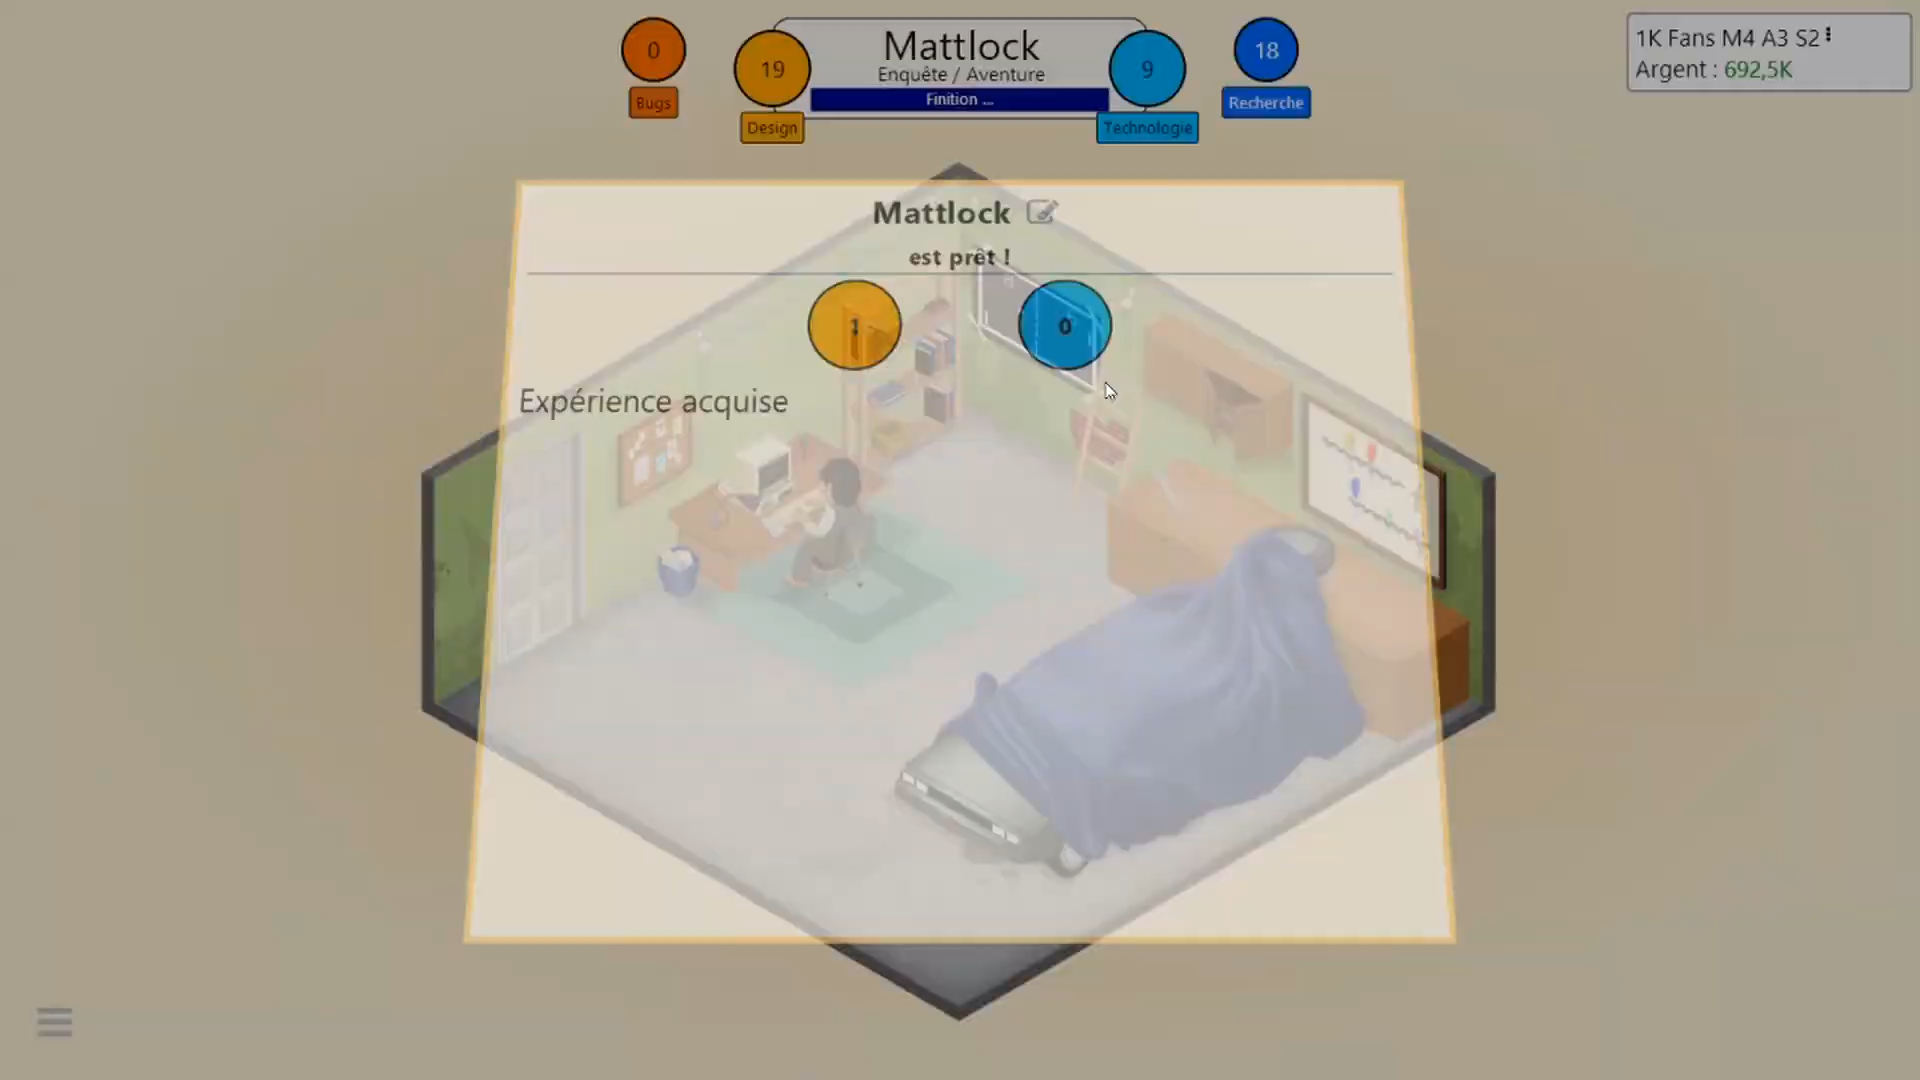 0
Bugs
19
Design
Mattlock
Enquête / Aventure
Finition ...
9
Technologie
18
Recherche
1K Fans M4 A3 S2
Argent : 692,5K
Mattlock
est prêt !
1
0
Expérience acquise